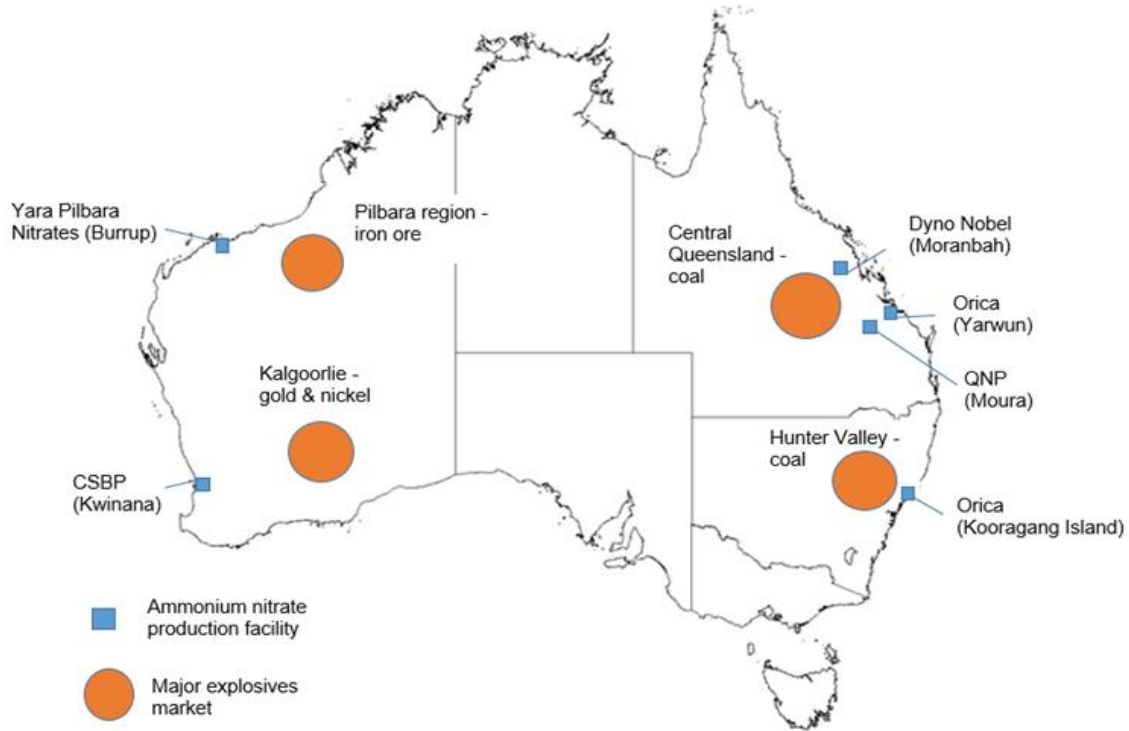 Yara Pilbara
Nitrates (Burrup)
Pilbara region -
iron ore
Central
Queensland -
coal
Dyno Nobel
(Moranbah)
Orica
(Yarwun)
QNP
(Moura)
Kalgoorlie -
gold & nickel
Hunter Valley -
coal
CSBP
(Kwinana)
Orica
(Kooragang Island)
Ammonium nitrate
production facility
Major explosives
market